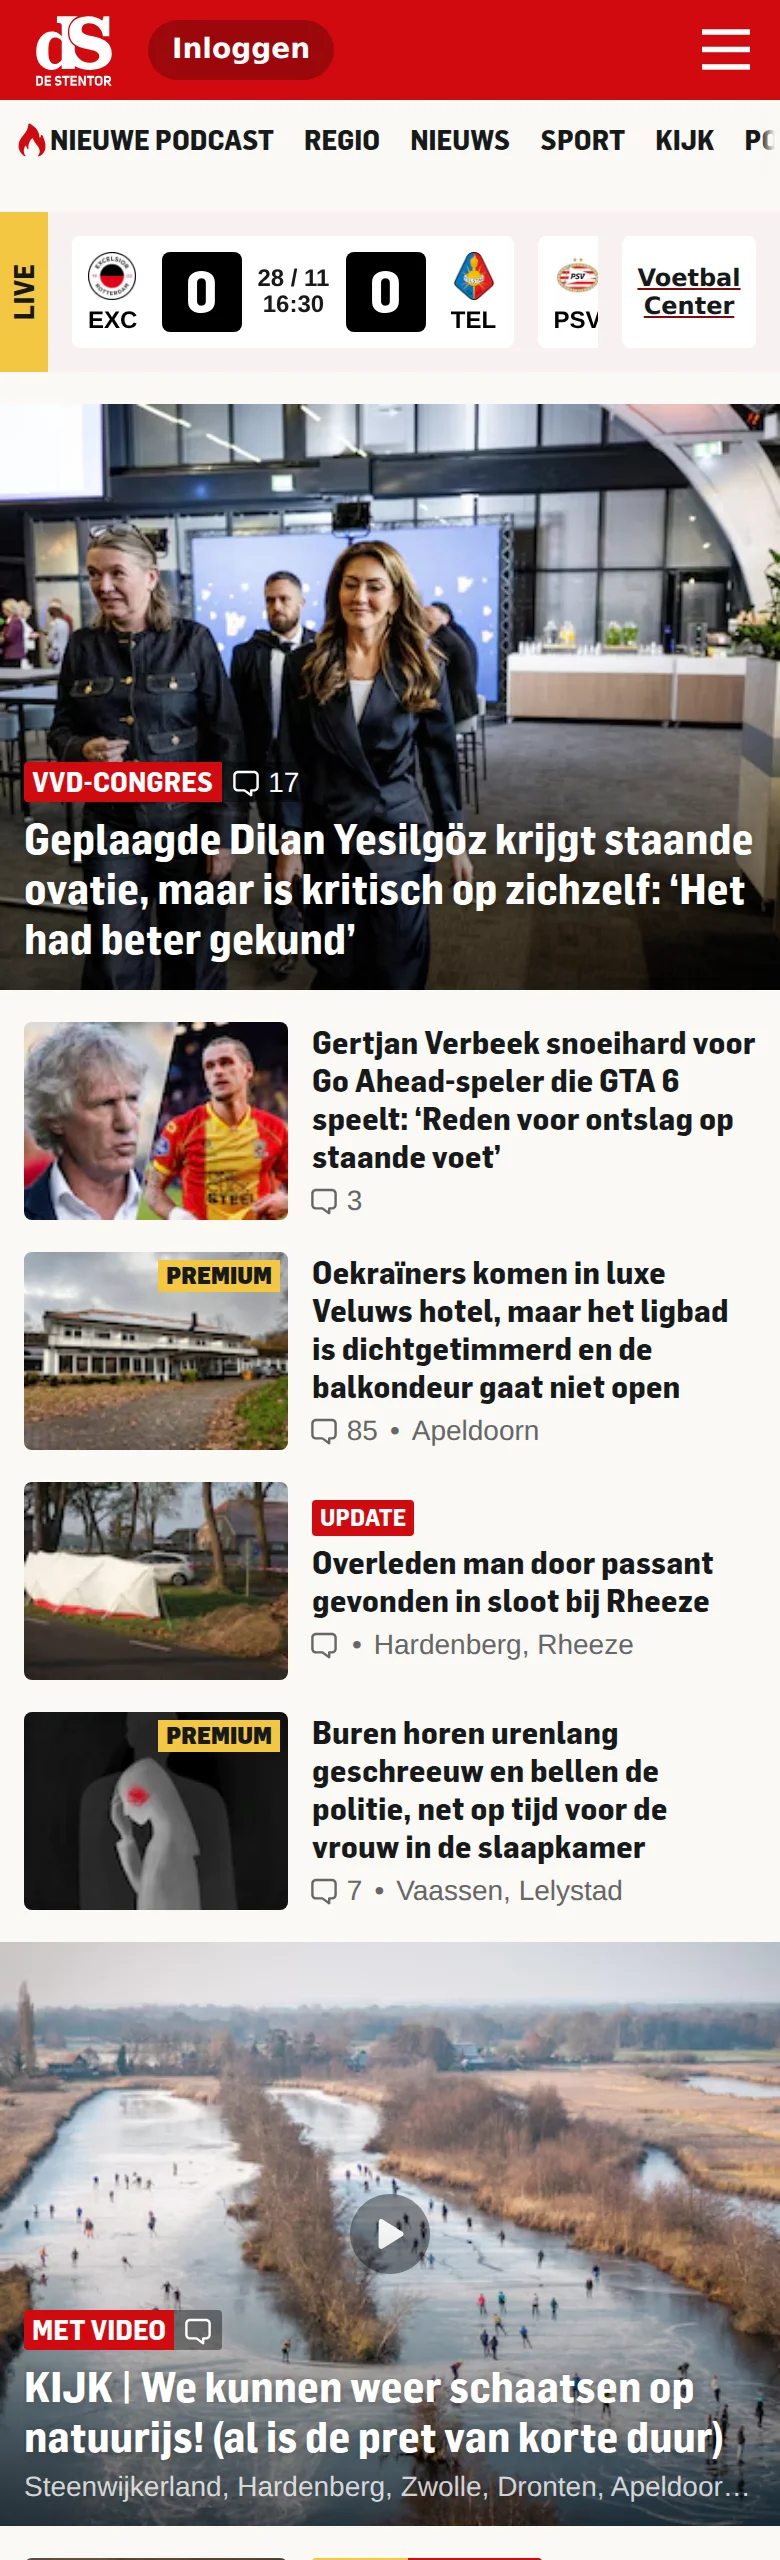 dS
DE STENTOR
Inloggen
NIEUWE PODCAST REGIO NIEUWS SPORT KIJK PO
LIVE
EXCELSIOR
ROTTERDAM
EXC
0
28 / 11
16:30
0
TEL
PSV
PSV
Voetbal
Center
VVD-CONGRES 17
Geplaagde Dilan Yesilgöz krijgt staande
ovatie, maar is kritisch op zichzelf: ‘Het
had beter gekund’
Gertjan Verbeek snoeihard voor
Go Ahead-speler die GTA 6
speelt: ‘Reden voor ontslag op
staande voet’
3
PREMIUM
Oekraïners komen in luxe
Veluws hotel, maar het ligbad
is dichtgetimmerd en de
balkondeur gaat niet open
85 • Apeldoorn
UPDATE
Overleden man door passant
gevonden in sloot bij Rheeze
• Hardenberg, Rheeze
PREMIUM
Buren horen urenlang
geschreeuw en bellen de
politie, net op tijd voor de
vrouw in de slaapkamer
7 • Vaassen, Lelystad
MET VIDEO
KIJK | We kunnen weer schaatsen op
natuurijs! (al is de pret van korte duur)
Steenwijkerland, Hardenberg, Zwolle, Dronten, Apeldoor...